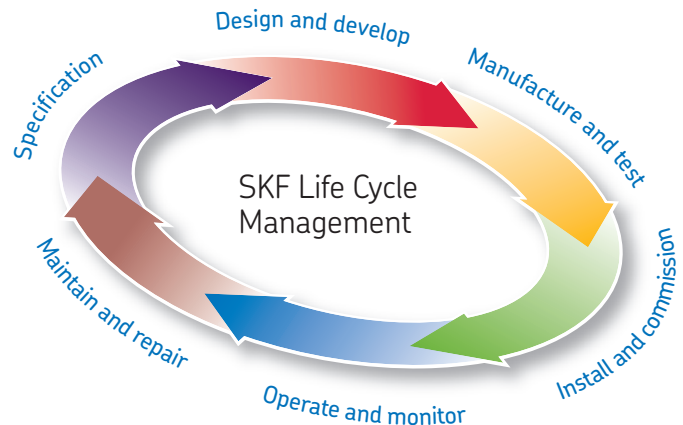 Design and develop
Manufacture and test
Install and commission
Operate and monitor
Maintain and repair
Specification
SKF Life Cycle
Management